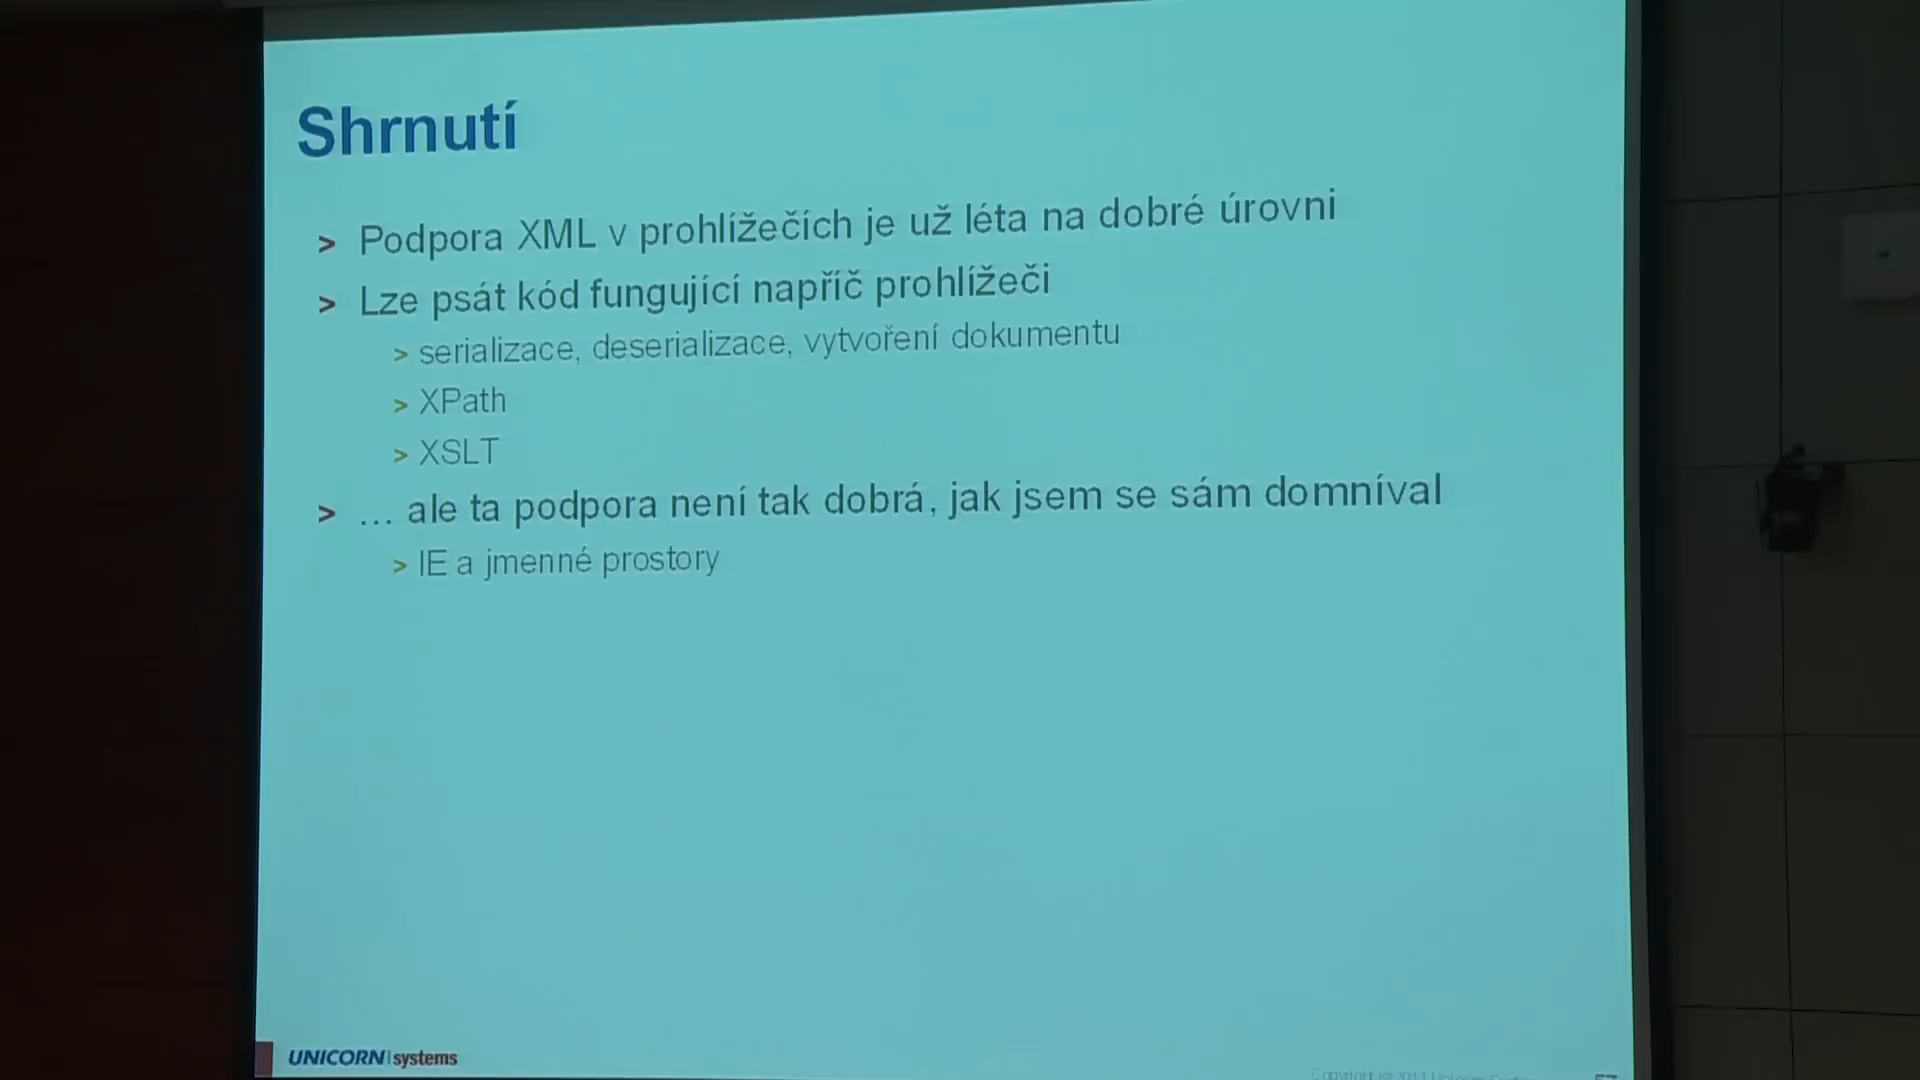 Shrnutí
> Podpora XML v prohlížečích je už léta na dobré úrovni
> Lze psát kód fungující napříč prohlížeči
> serializace, deserializace, vytvoření dokumentu
> XPath
> XSLT
> ... ale ta podpora není tak dobrá, jak jsem se sám domníval
> IE a jmenné prostory
UNICORN systems